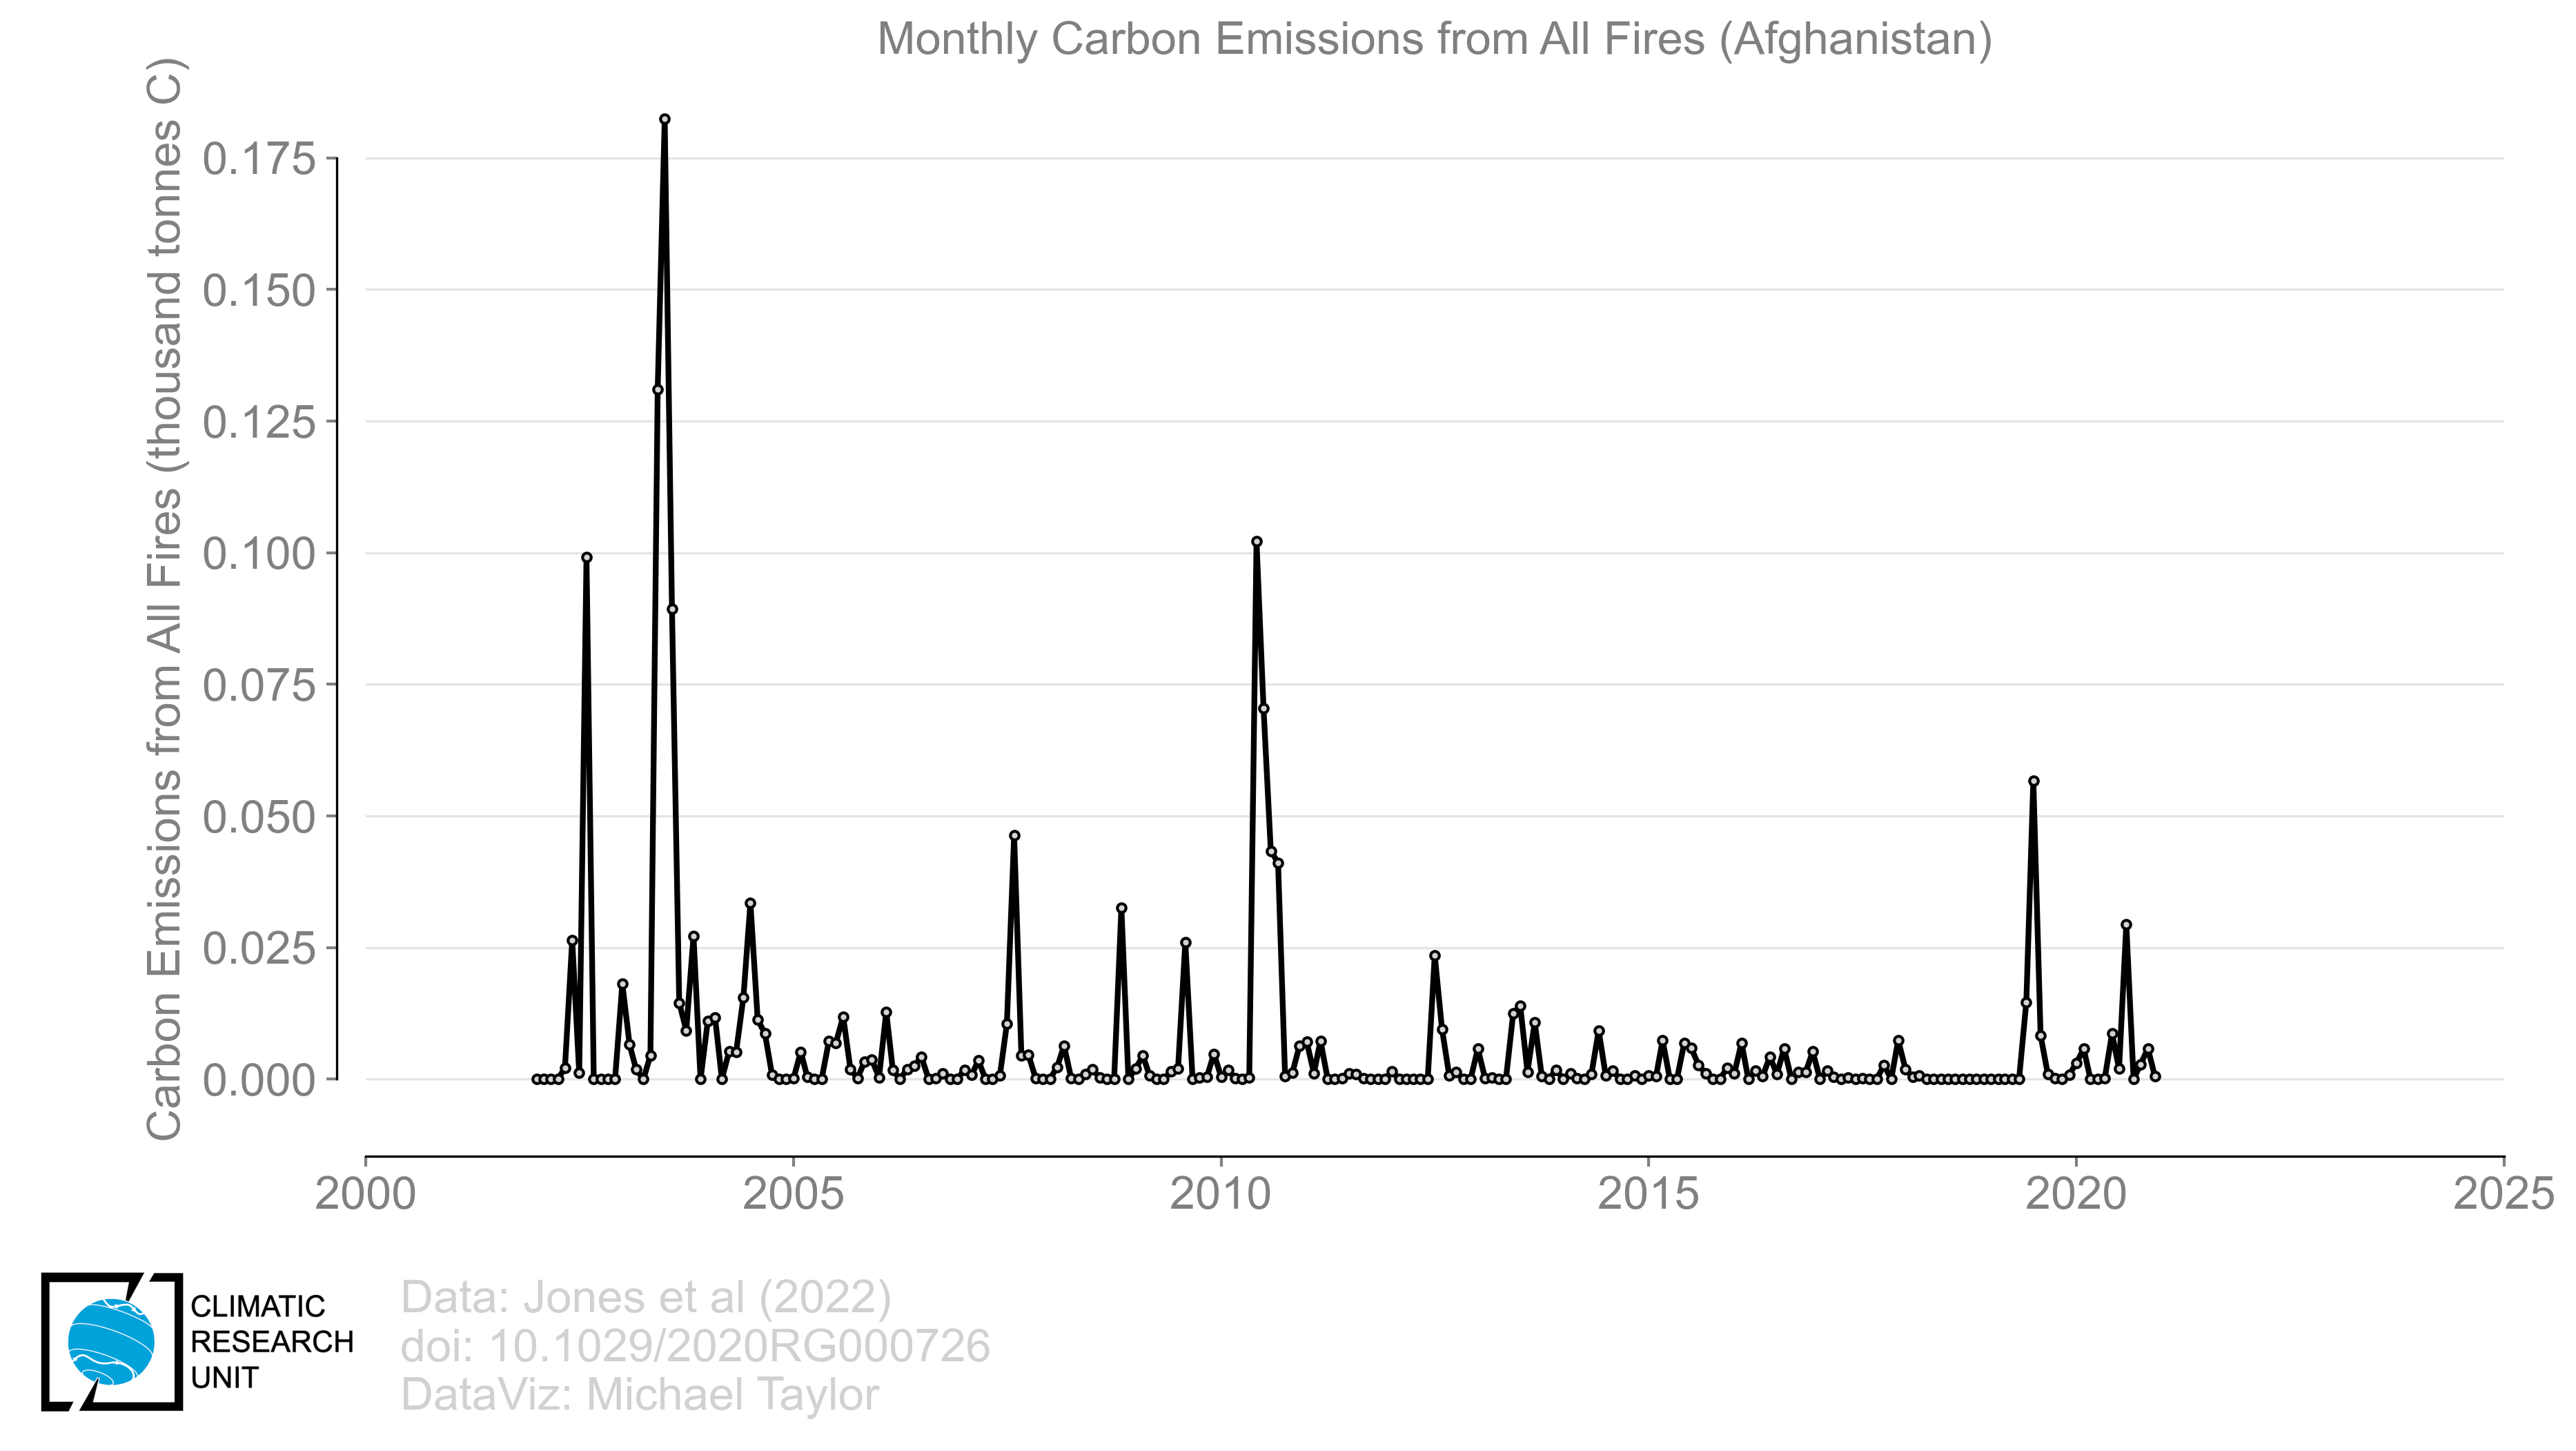 Monthly Carbon Emissions from All Fires (Afghanistan)
Carbon Emissions from All Fires (thousand tonnes C)
0.175
0.150
0.125
0.100
0.075
0.050
0.025
0.000
2000 2005 2010 2015 2020 2025
CLIMATIC
RESEARCH
UNIT
Data: Jones et al (2022)
doi: 10.1029/2020RG000726
DataViz: Michael Taylor